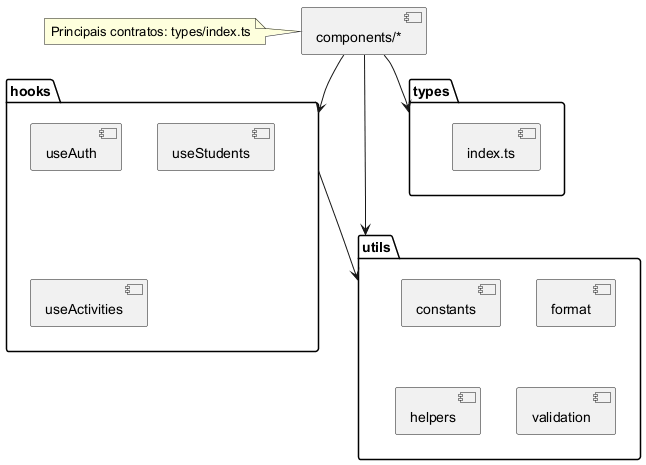 Principais contratos: types/index.ts
components/*
hooks
useAuth
useStudents
useActivities
types
index.ts
utils
constants
format
helpers
validation